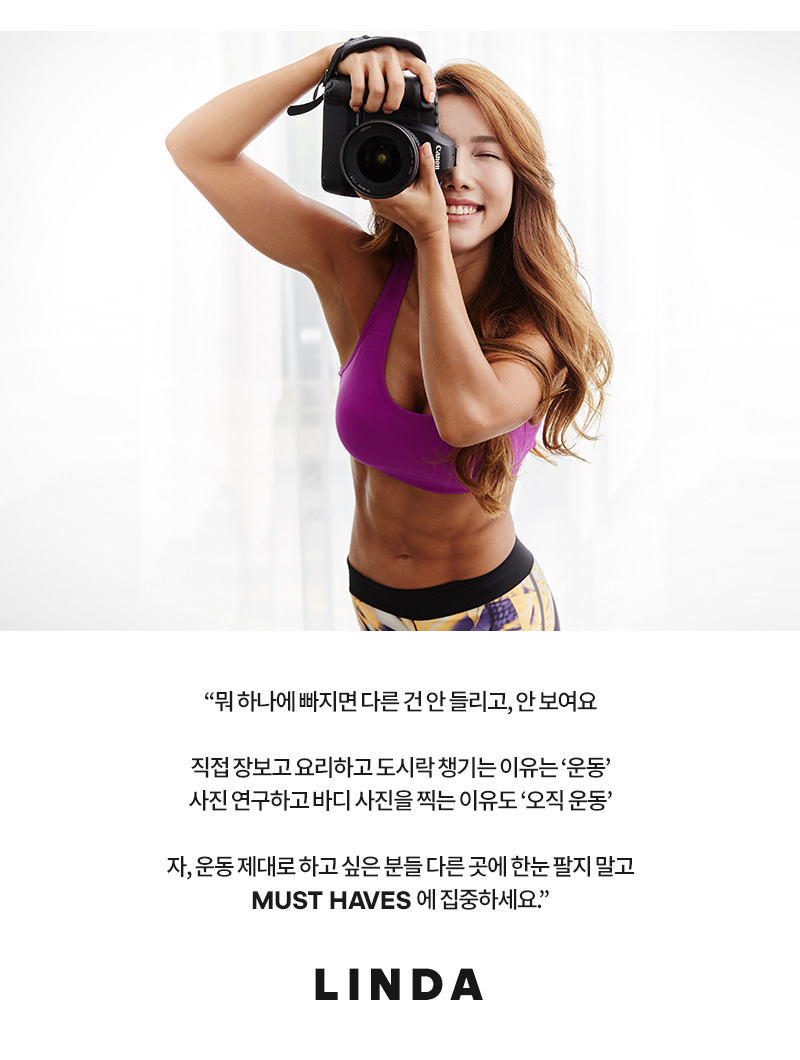 Canon
“뭐 하나에 빠지면 다른 건 안 들리고, 안 보여요
직접 장보고 요리하고 도시락 챙기는 이유는 ‘운동’
사진 연구하고 바디 사진을 찍는 이유도 ‘오직 운동’
자, 운동 제대로 하고 싶은 분들 다른 곳에 한눈 팔지 말고
MUST HAVES 에 집중하세요.”
LINDA